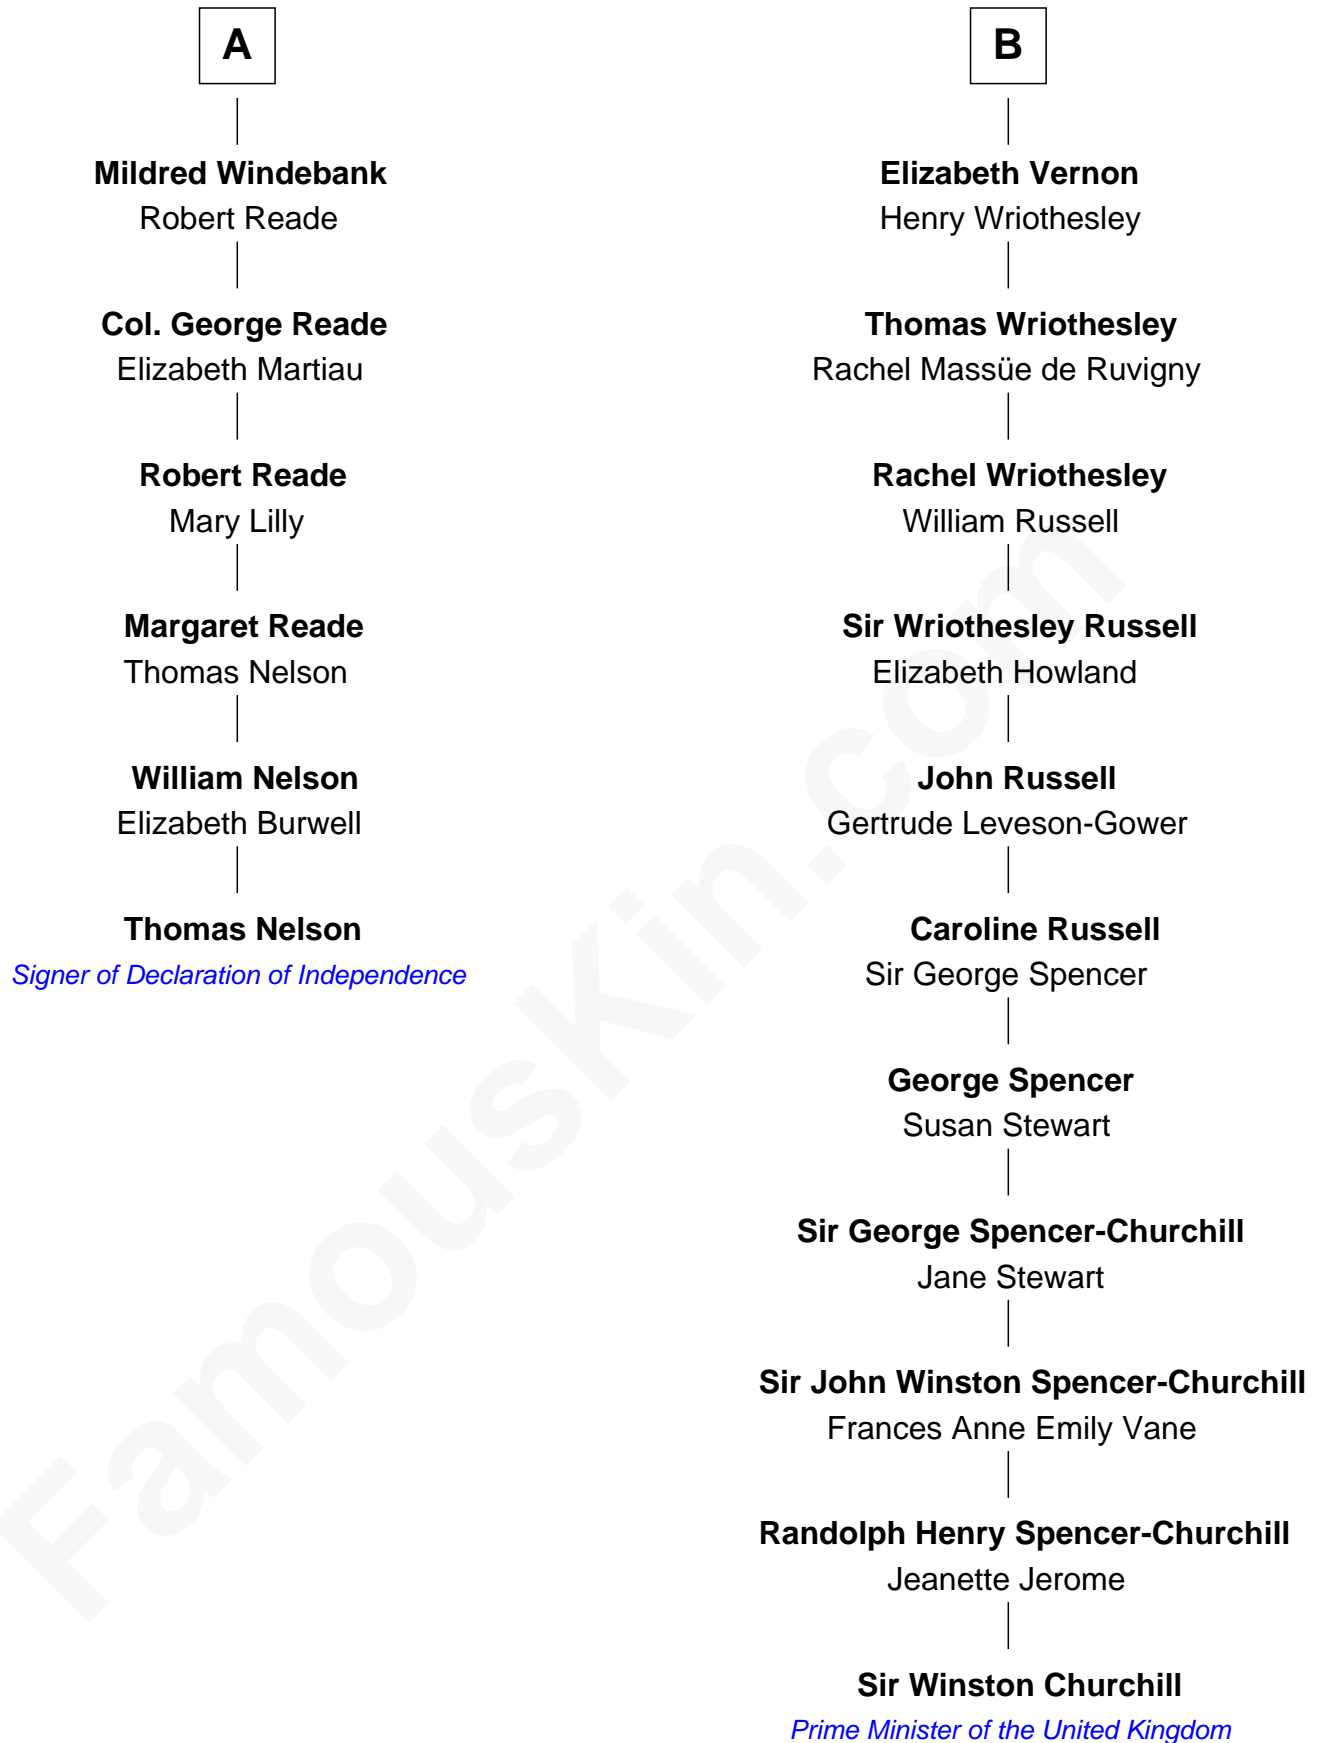 A
Mildred Windebank
Robert Reade
Col. George Reade
Elizabeth Martiau
Robert Reade
Mary Lilly
Margaret Reade
Thomas Nelson
William Nelson
Elizabeth Burwell
Thomas Nelson
Signer of Declaration of Independence
B
Elizabeth Vernon
Henry Wriothesley
Thomas Wriothesley
Rachel Massüe de Ruvigny
Rachel Wriothesley
William Russell
Sir Wriothesley Russell
Elizabeth Howland
John Russell
Gertrude Leveson-Gower
Caroline Russell
Sir George Spencer
George Spencer
Susan Stewart
Sir George Spencer-Churchill
Jane Stewart
Sir John Winston Spencer-Churchill
Frances Anne Emily Vane
Randolph Henry Spencer-Churchill
Jeanette Jerome
Sir Winston Churchill
Prime Minister of the United Kingdom
FamousKin.com